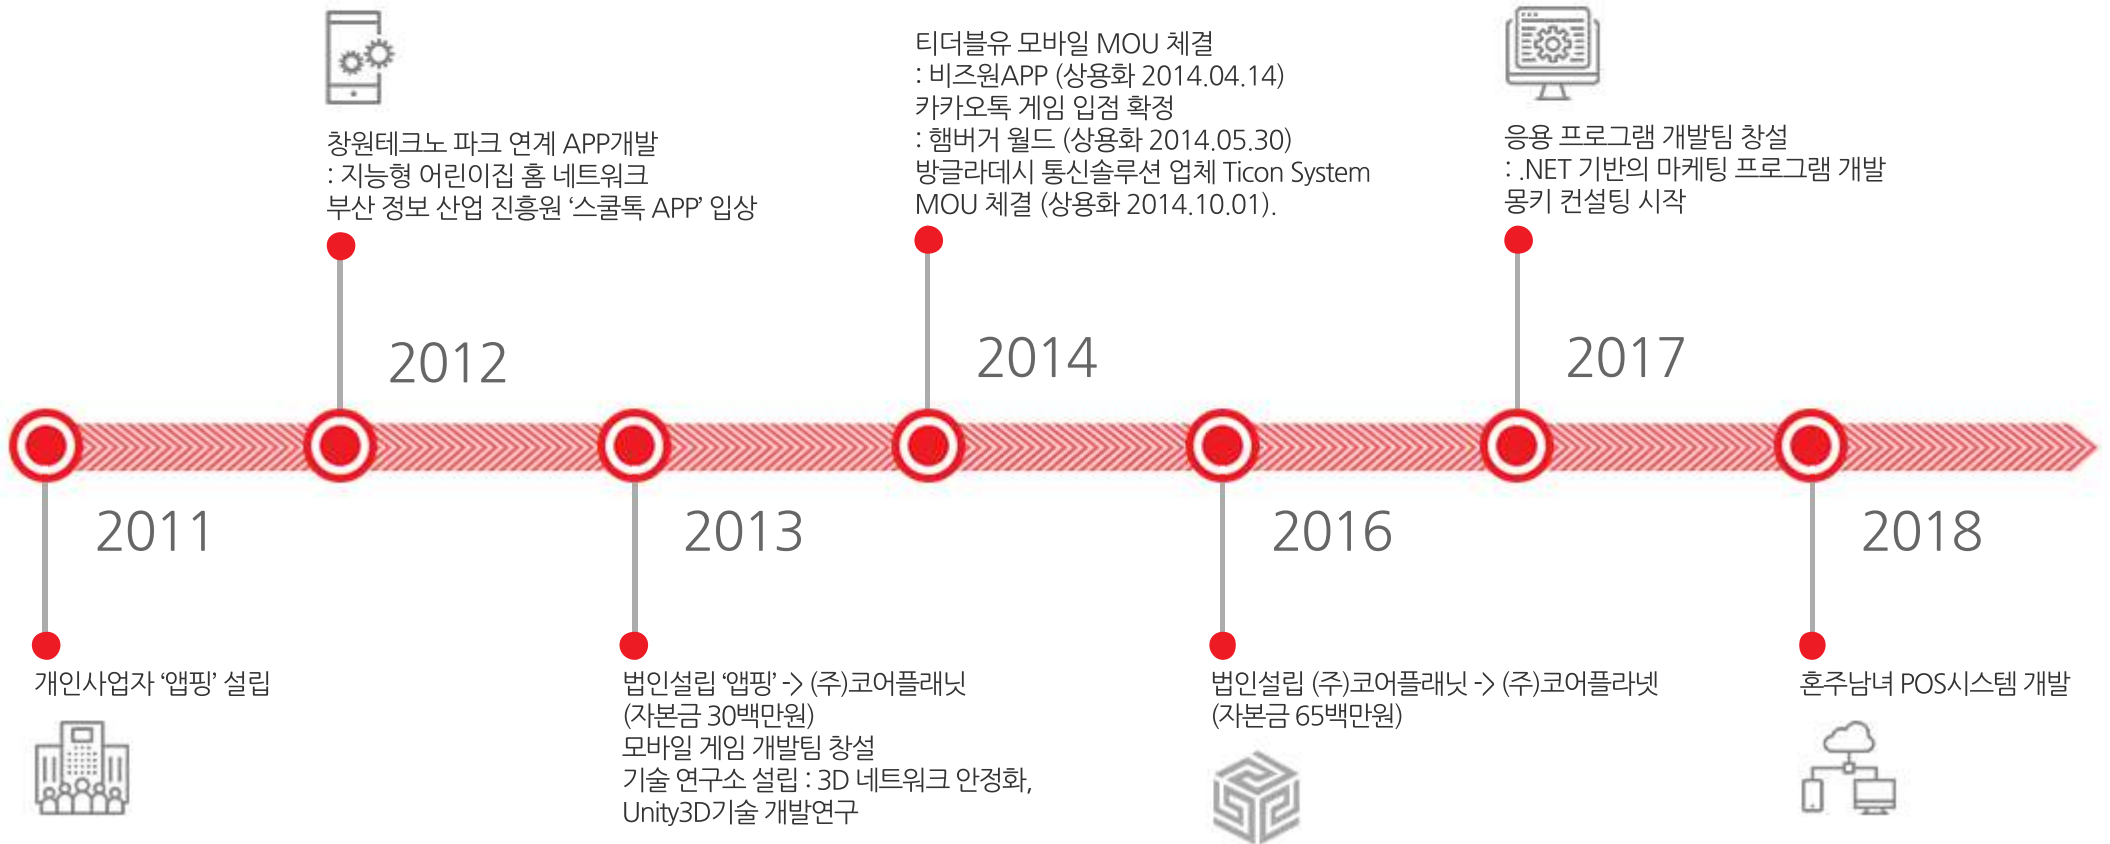 창원테크노 파크 연계 APP개발
: 지능형 어린이집 홈 네트워크
부산 정보 산업 진흥원 ‘스쿨톡 APP’ 입상
티더블유 모바일 MOU 체결
: 비즈원APP (상용화 2014.04.14)
카카오톡 게임 입점 확정
: 햄버거 월드 (상용화 2014.05.30)
방글라데시 통신솔루션 업체 Ticon System
MOU 체결 (상용화 2014.10.01).
응용 프로그램 개발팀 창설
: .NET 기반의 마케팅 프로그램 개발
몽키 컨설팅 시작
2012
2014
2017
2011
2013
2016
2018
개인사업자 ‘앱핑’ 설립
법인설립 ‘앱핑’ -> (주)코어플래닛
(자본금 30백만원)
모바일 게임 개발팀 창설
기술 연구소 설립 : 3D 네트워크 안정화,
Unity3D기술 개발연구
법인설립 (주)코어플래닛 -> (주)코어플라넷
(자본금 65백만원)
혼주남녀 POS시스템 개발